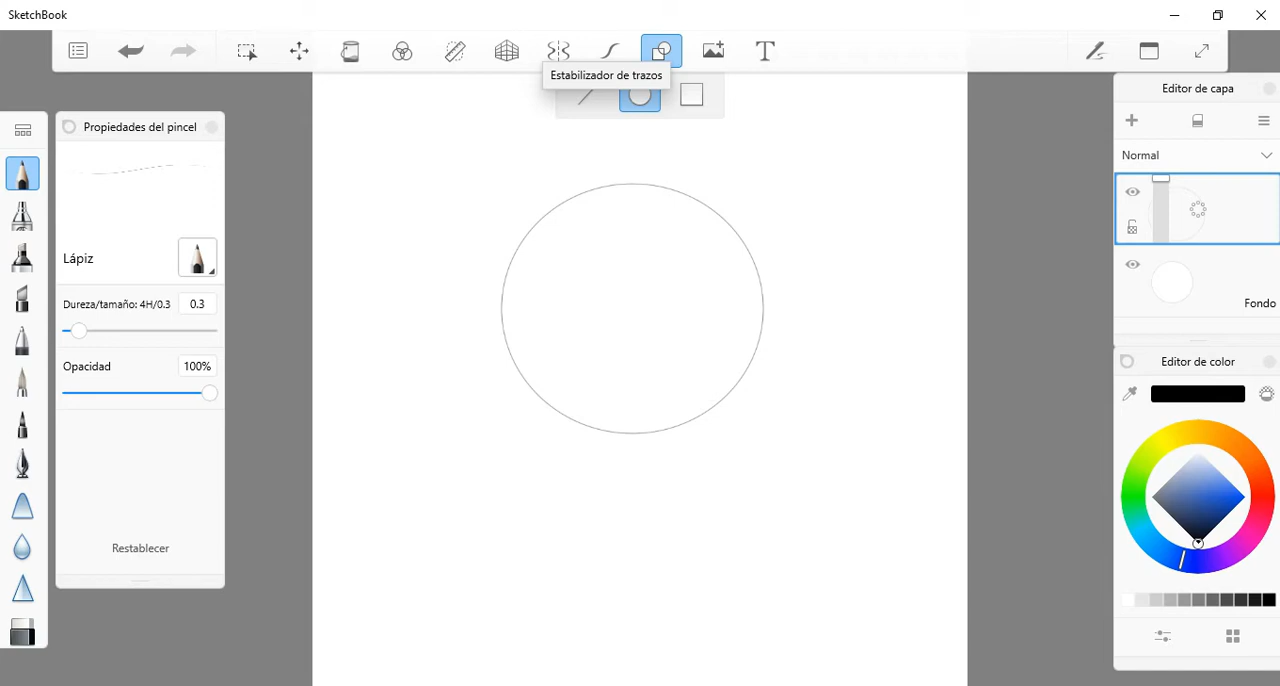 SketchBook
T
Estabilizador de trazos
Propiedades del pincel
Lápiz
Dureza/tamaño: 4H/0.3 0.3
Opacidad 100%
Restablecer
Editor de capa
Normal
Fondo
Editor de color